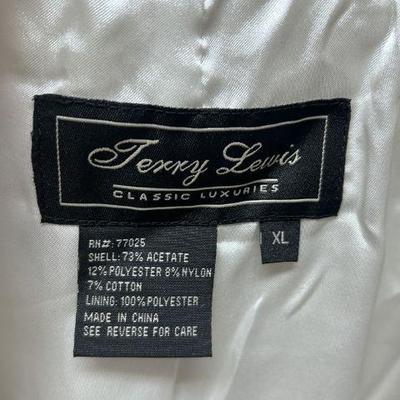 Terry Lewis
CLASSIC LUXURIES
XL
RN#: 77025
SHELL: 73% ACETATE
12% POLYESTER 8% NYLON
7% COTTON
LINING: 100% POLYESTER
MADE IN CHINA
SEE REVERSE FOR CARE